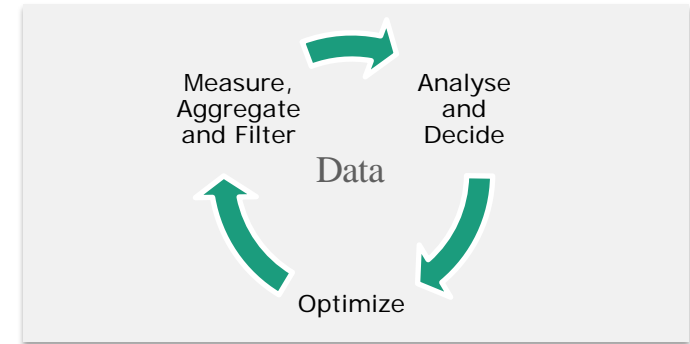 Measure,
Aggregate
and Filter
Analyse
and
Decide
Data
Optimize